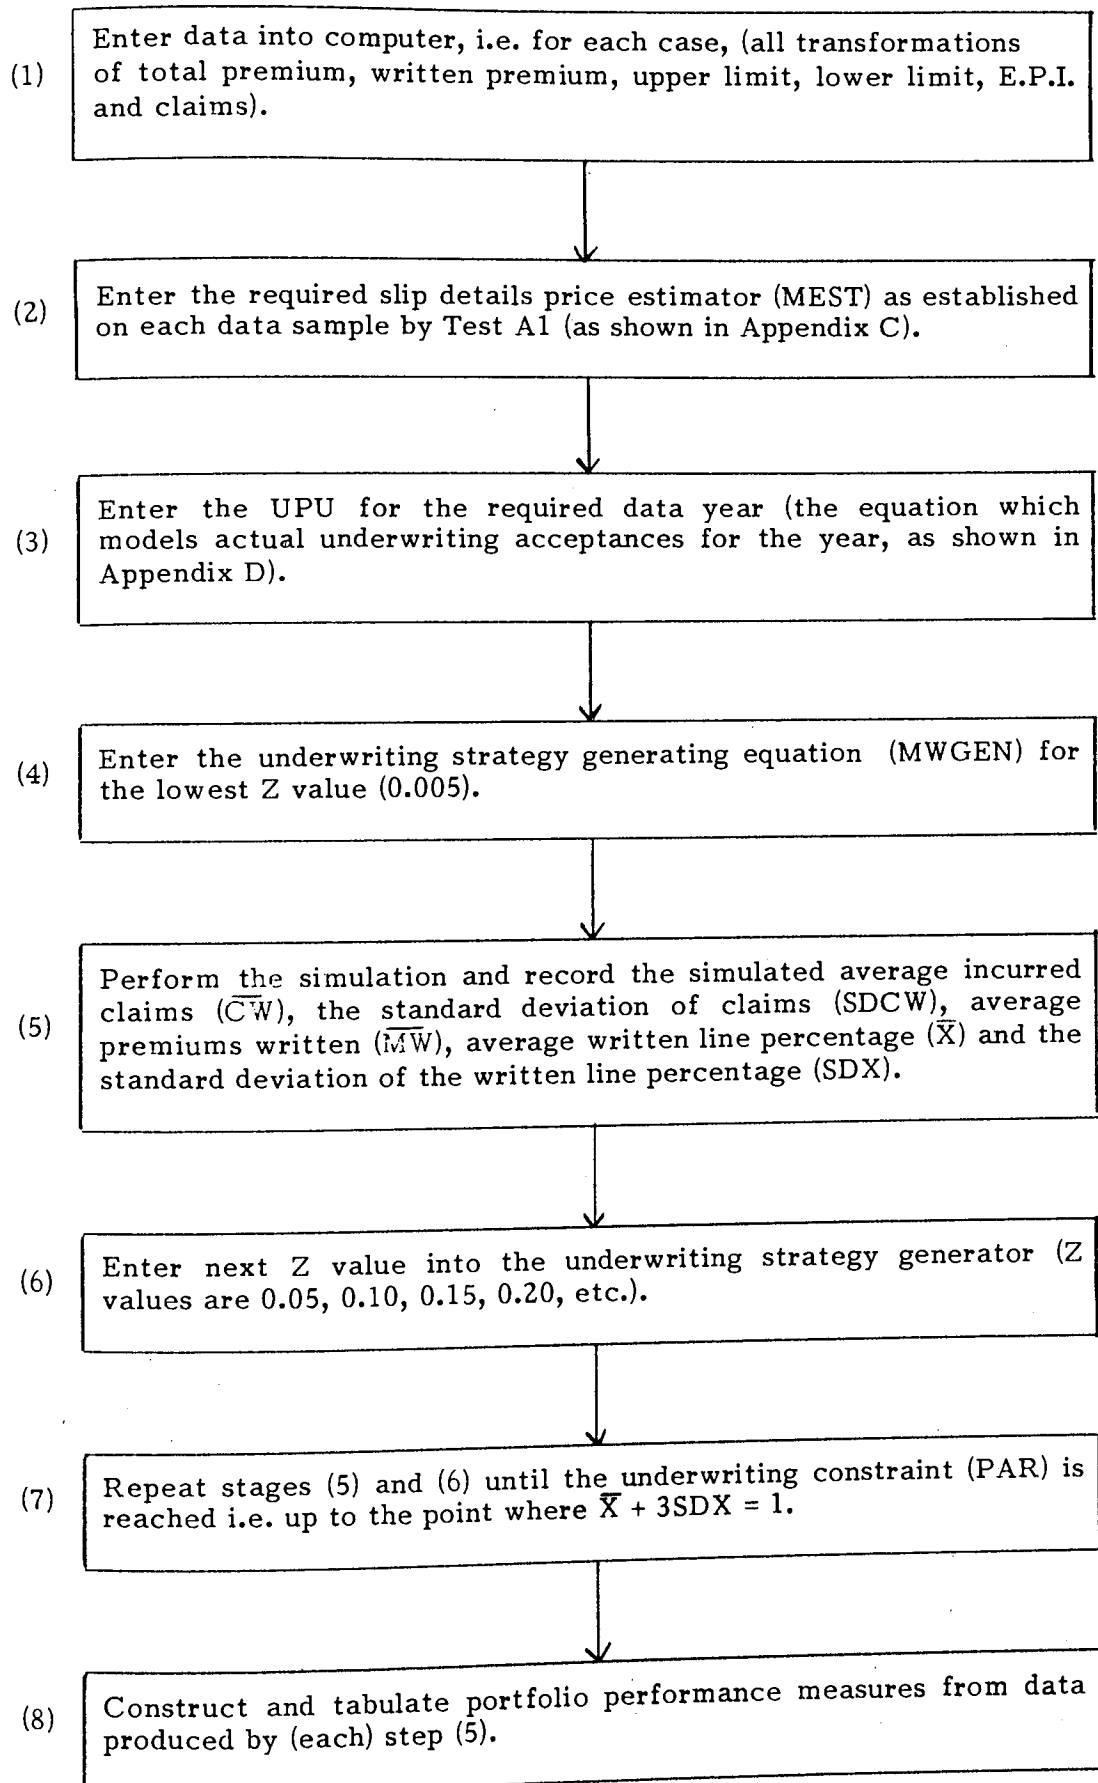 (1)
Enter data into computer, i.e. for each case, (all transformations
of total premium, written premium, upper limit, lower limit, E.P.I.
and claims).
(2)
Enter the required slip details price estimator (MEST) as established
on each data sample by Test A1 (as shown in Appendix C).
(3)
Enter the UPU for the required data year (the equation which
models actual underwriting acceptances for the year, as shown in
Appendix D).
(4)
Enter the underwriting strategy generating equation (MWGEN) for
the lowest Z value (0.005).
(5)
Perform the simulation and record the simulated average incurred
claims (C̅W̅), the standard deviation of claims (SDCW), average
premiums written (M̅W̅), average written line percentage (X̅) and the
standard deviation of the written line percentage (SDX).
(6)
Enter next Z value into the underwriting strategy generator (Z
values are 0.05, 0.10, 0.15, 0.20, etc.).
(7)
Repeat stages (5) and (6) until the underwriting constraint (PAR) is
reached i.e. up to the point where X̅ + 3SDX = 1.
(8)
Construct and tabulate portfolio performance measures from data
produced by (each) step (5).